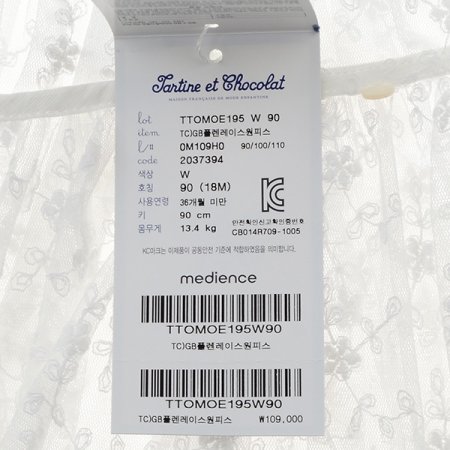 Tartine et Chocolat
MAISON FRANÇAISE DE MODE ENFANTINE
lot TTOMOE195 W 90
item TC)GB플렌레이스원피스
l/# 0M109H0 90/100/110
code 2037394
색상 W
호칭 90 (18M)
사용연령 36개월 미만
키 90 cm
몸무게 13.4 kg
안전확인신고확인증번호
CB014R709-1005
KC마크는 이제품이 공동안전 기준에 적합하였음을 의미합니다.
medience
TTOMOE195W90
TC)GB플렌레이스원피스
TTOMOE195W90
TC)GB플렌레이스원피스 ₩109,000